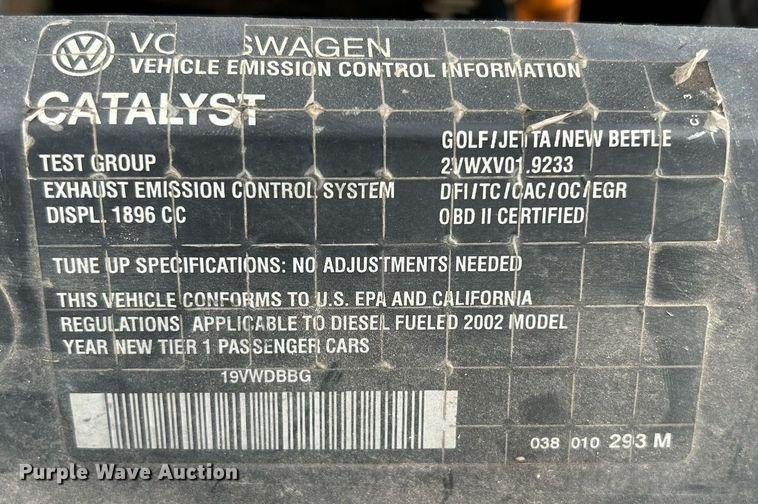 VOLKSWAGEN
VEHICLE EMISSION CONTROL INFORMATION
CATALYST
GOLF/JETTA/NEW BEETLE
TEST GROUP 2VWXV01.9233
EXHAUST EMISSION CONTROL SYSTEM DFI/TC/CAC/OC/EGR
DISPL. 1896 CC OBD II CERTIFIED
TUNE UP SPECIFICATIONS: NO ADJUSTMENTS NEEDED
THIS VEHICLE CONFORMS TO U.S. EPA AND CALIFORNIA
REGULATIONS APPLICABLE TO DIESEL FUELED 2002 MODEL
YEAR NEW TIER 1 PASSENGER CARS
19VWDBBG
038 010 293 M
Purple Wave Auction